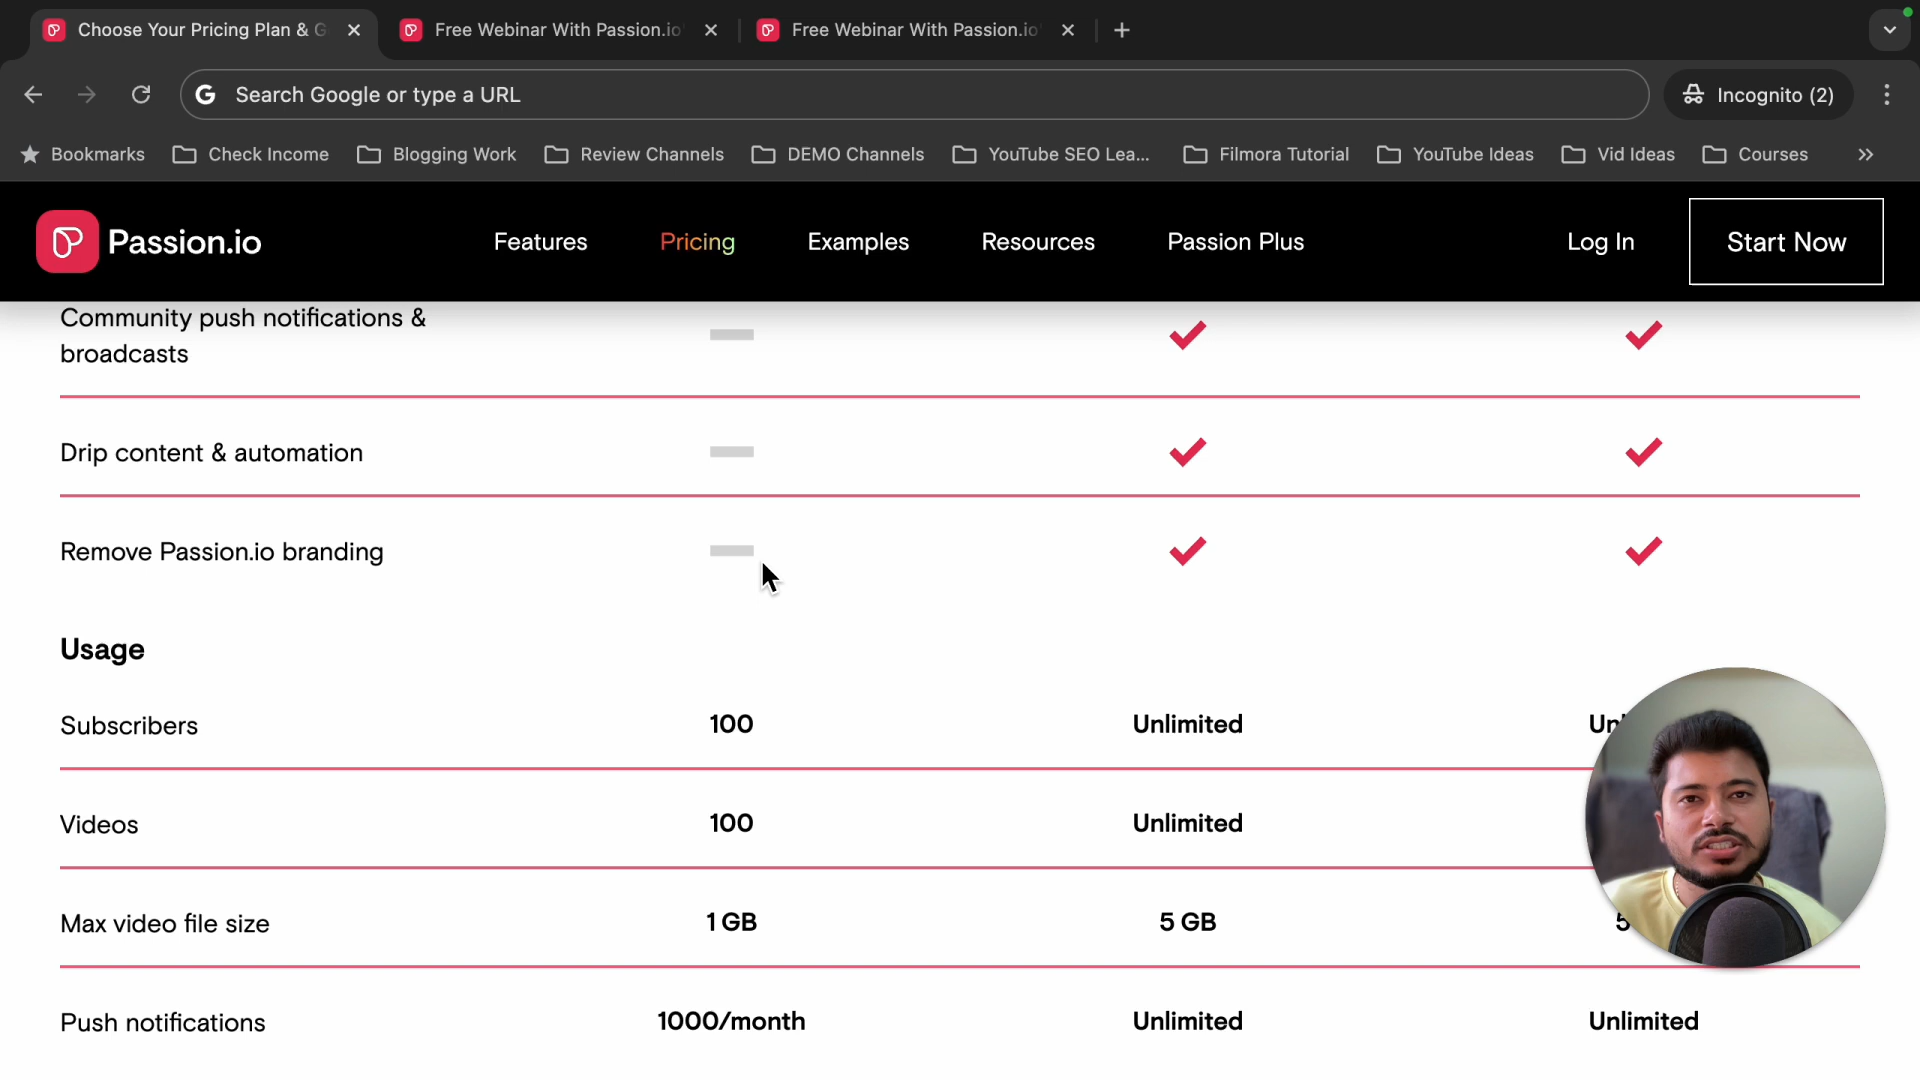 Choose Your Pricing Plan & G
Free Webinar With Passion.io'
Free Webinar With Passion.io'
Search Google or type a URL
Incognito (2)
Bookmarks
Check Income
Blogging Work
Review Channels
DEMO Channels
YouTube SEO Lea...
Filmora Tutorial
YouTube Ideas
Vid Ideas
Courses
Passion.io
Features
Pricing
Examples
Resources
Passion Plus
Log In
Start Now
Community push notifications &
broadcasts
Drip content & automation
Remove Passion.io branding
Usage
Subscribers 100 Unlimited
Videos 100 Unlimited
Max video file size 1 GB 5 GB 5
Push notifications 1000/month Unlimited Unlimited